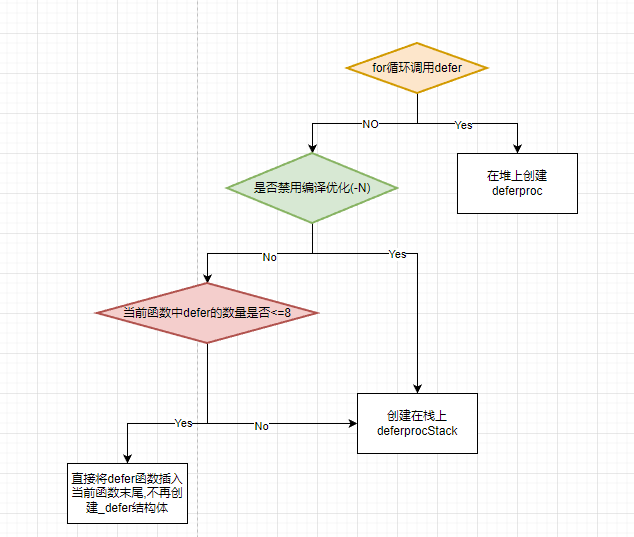 for循环调用defer
NO
Yes
在堆上创建
deferproc
是否禁用编译优化(-N)
No
Yes
当前函数中defer的数量是否<=8
Yes
No
创建在栈上
deferprocStack
直接将defer函数插入
当前函数末尾,不再创
建_defer结构体